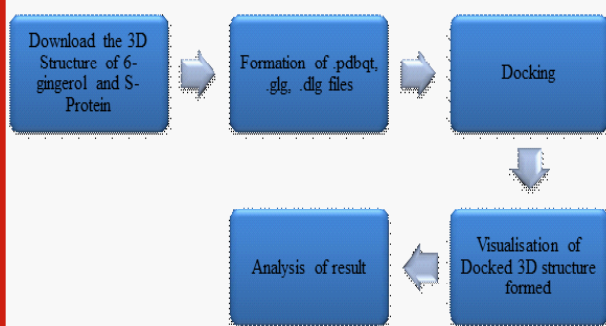 Download the 3D
Structure of 6-
gingerol and S-
Protein
Formation of .pdbqt,
.glg, .dlg files
Docking
Visualisation of
Docked 3D structure
formed
Analysis of result